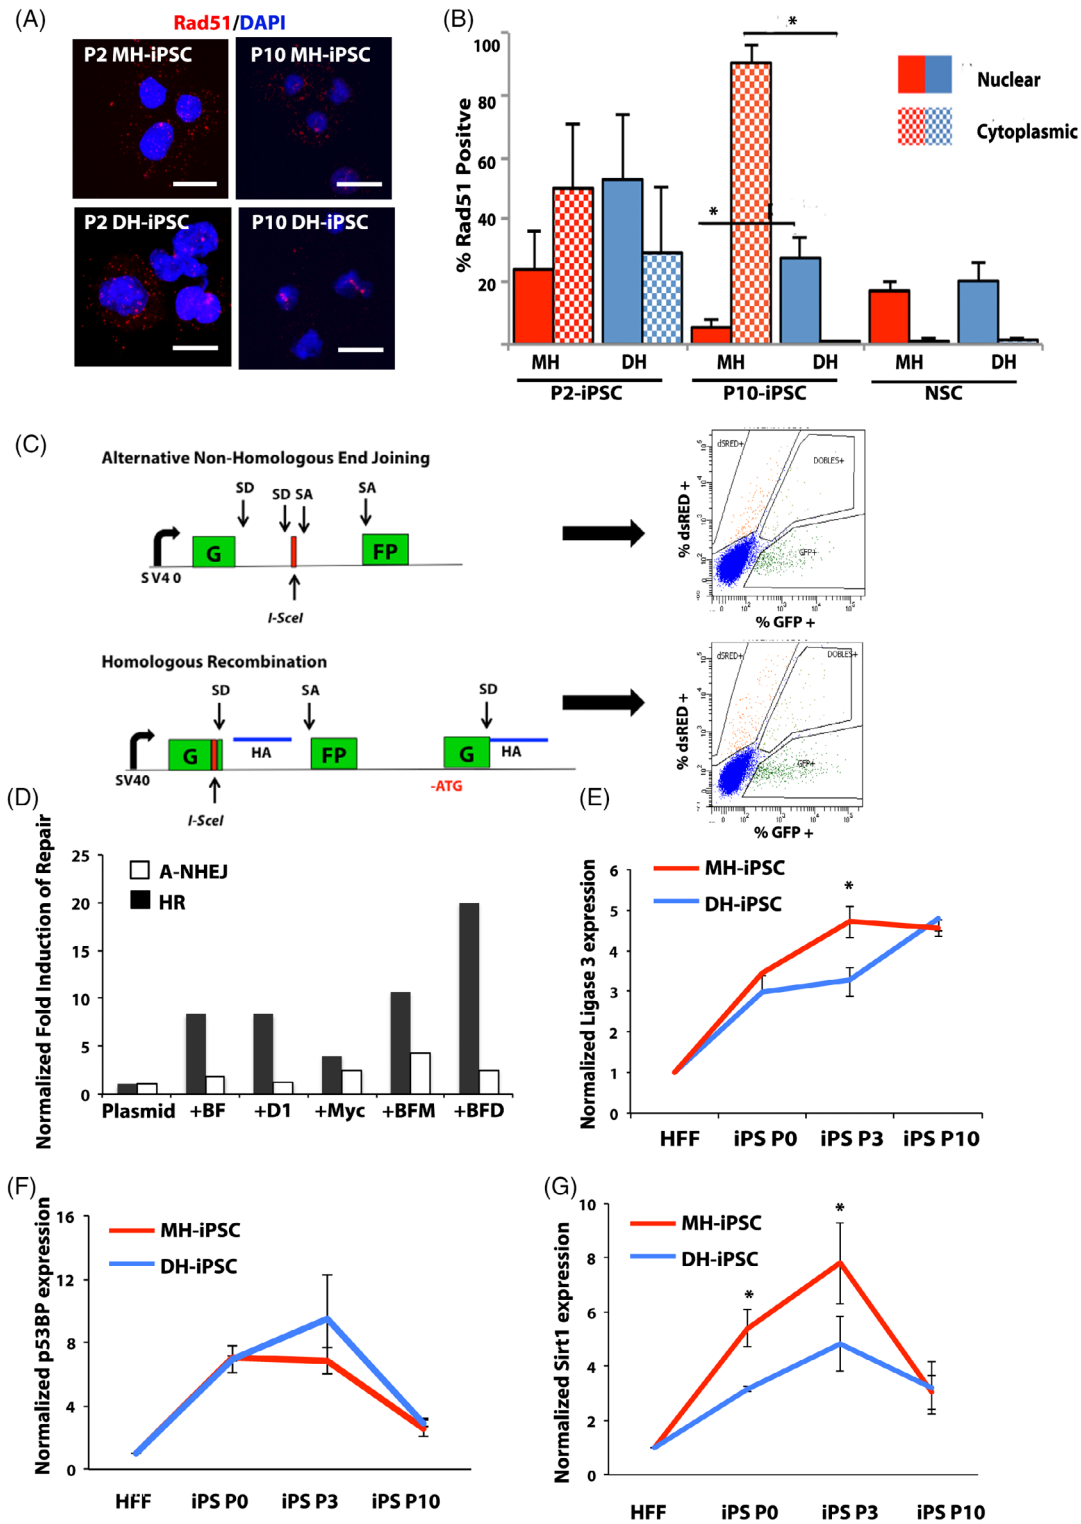 (A)
Rad51/DAPI
P2 MH-iPSC
P10 MH-iPSC
P2 DH-iPSC
P10 DH-iPSC
(B)
% Rad51 Positve
100
80
60
40
20
*
*
Nuclear
Cytoplasmic
MH
DH
MH
DH
MH
DH
P2-iPSC
P10-iPSC
NSC
(C)
Alternative Non-Homologous End Joining
SD
SD
SA
SA
G
FP
SV40
I-SceI
% dsRED +
dSRED+
DOBLES+
GFP+
% GFP +
Homologous Recombination
SD
SA
SD
G
HA
FP
G
HA
SV40
-ATG
I-SceI
% dsRED +
dSRED+
DOBLES+
GFP+
% GFP +
(D)
Normalized Fold Induction of Repair
25
20
15
10
5
0
A-NHEJ
HR
Plasmid
+BF
+D1
+Myc
+BFM
+BFD
(E)
Normalized Ligase 3 expression
6
5
4
3
2
1
0
MH-iPSC
DH-iPSC
*
HFF
iPS P0
iPS P3
iPS P10
(F)
Normalized p53BP expression
16
12
8
4
0
MH-iPSC
DH-iPSC
HFF
iPS P0
iPS P3
iPS P10
(G)
Normalized Sirt1 expression
10
8
6
4
2
0
MH-iPSC
DH-iPSC
*
*
HFF
iPS P0
iPS P3
iPS P10